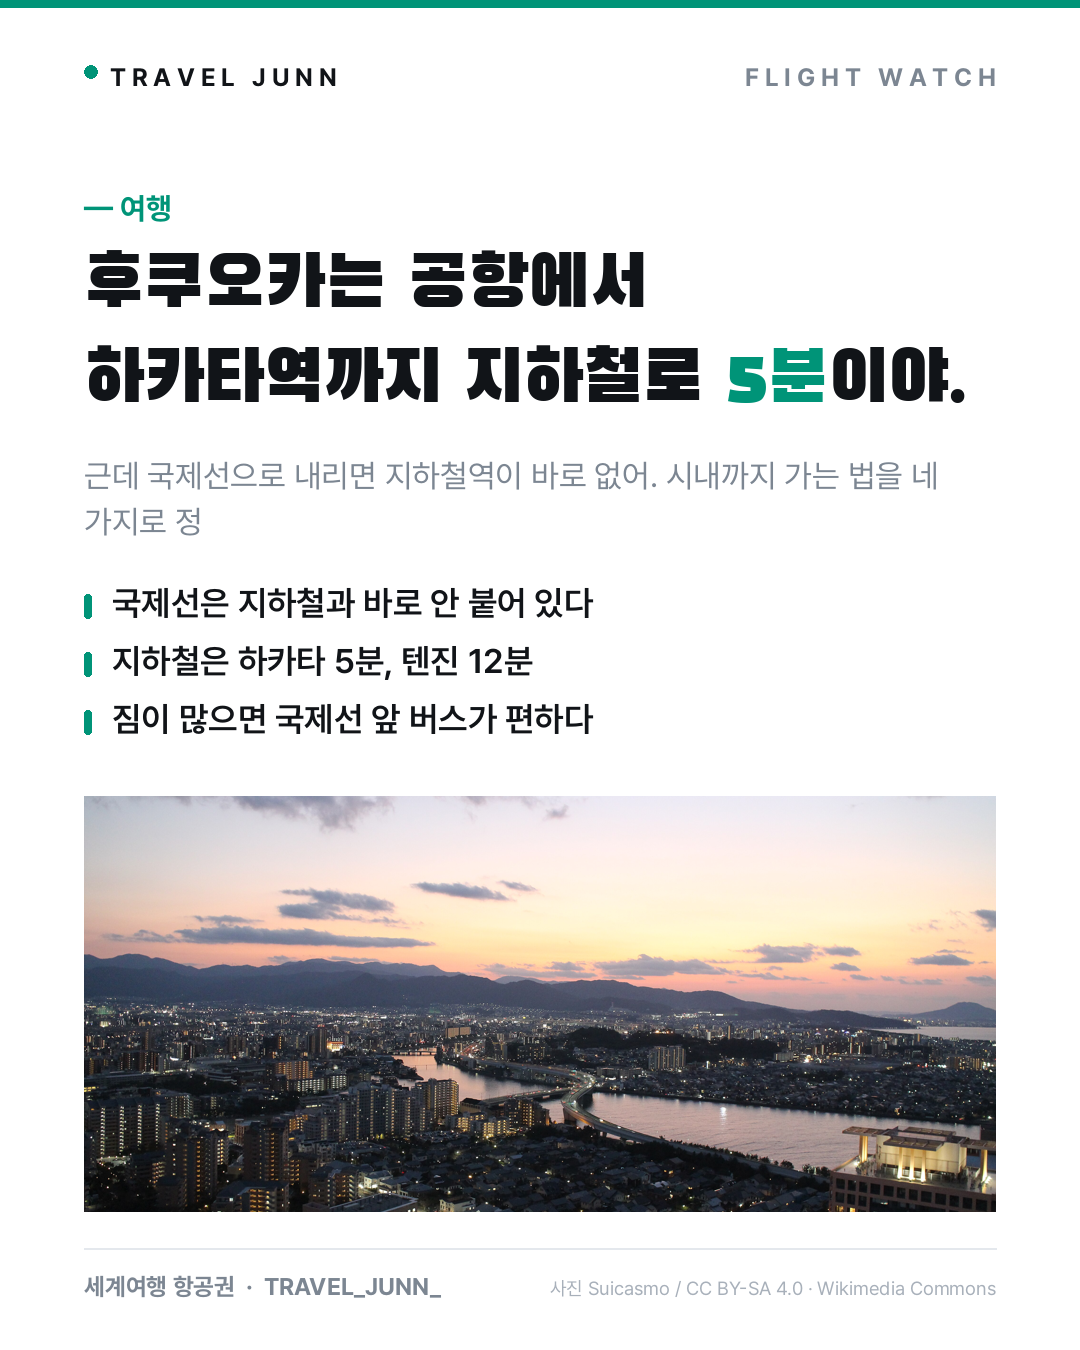 TRAVEL JUNN
FLIGHT WATCH
— 여행
후쿠오카는 공항에서
하카타역까지 지하철로 5분이야.
근데 국제선으로 내리면 지하철역이 바로 없어. 시내까지 가는 법을 네
가지로 정
국제선은 지하철과 바로 안 붙어 있다
지하철은 하카타 5분, 텐진 12분
짐이 많으면 국제선 앞 버스가 편하다
세계여행 항공권 · TRAVEL_JUNN_
사진 Suicasmo / CC BY-SA 4.0 · Wikimedia Commons